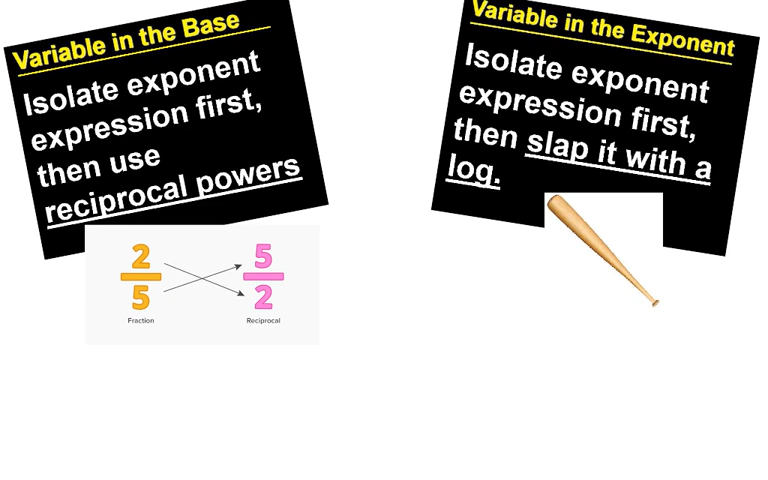 Variable in the Base
Isolate exponent
expression first,
then use
reciprocal powers
2
5
Fraction
5
2
Reciprocal
Variable in the Exponent
Isolate exponent
expression first,
then slap it with a
log.